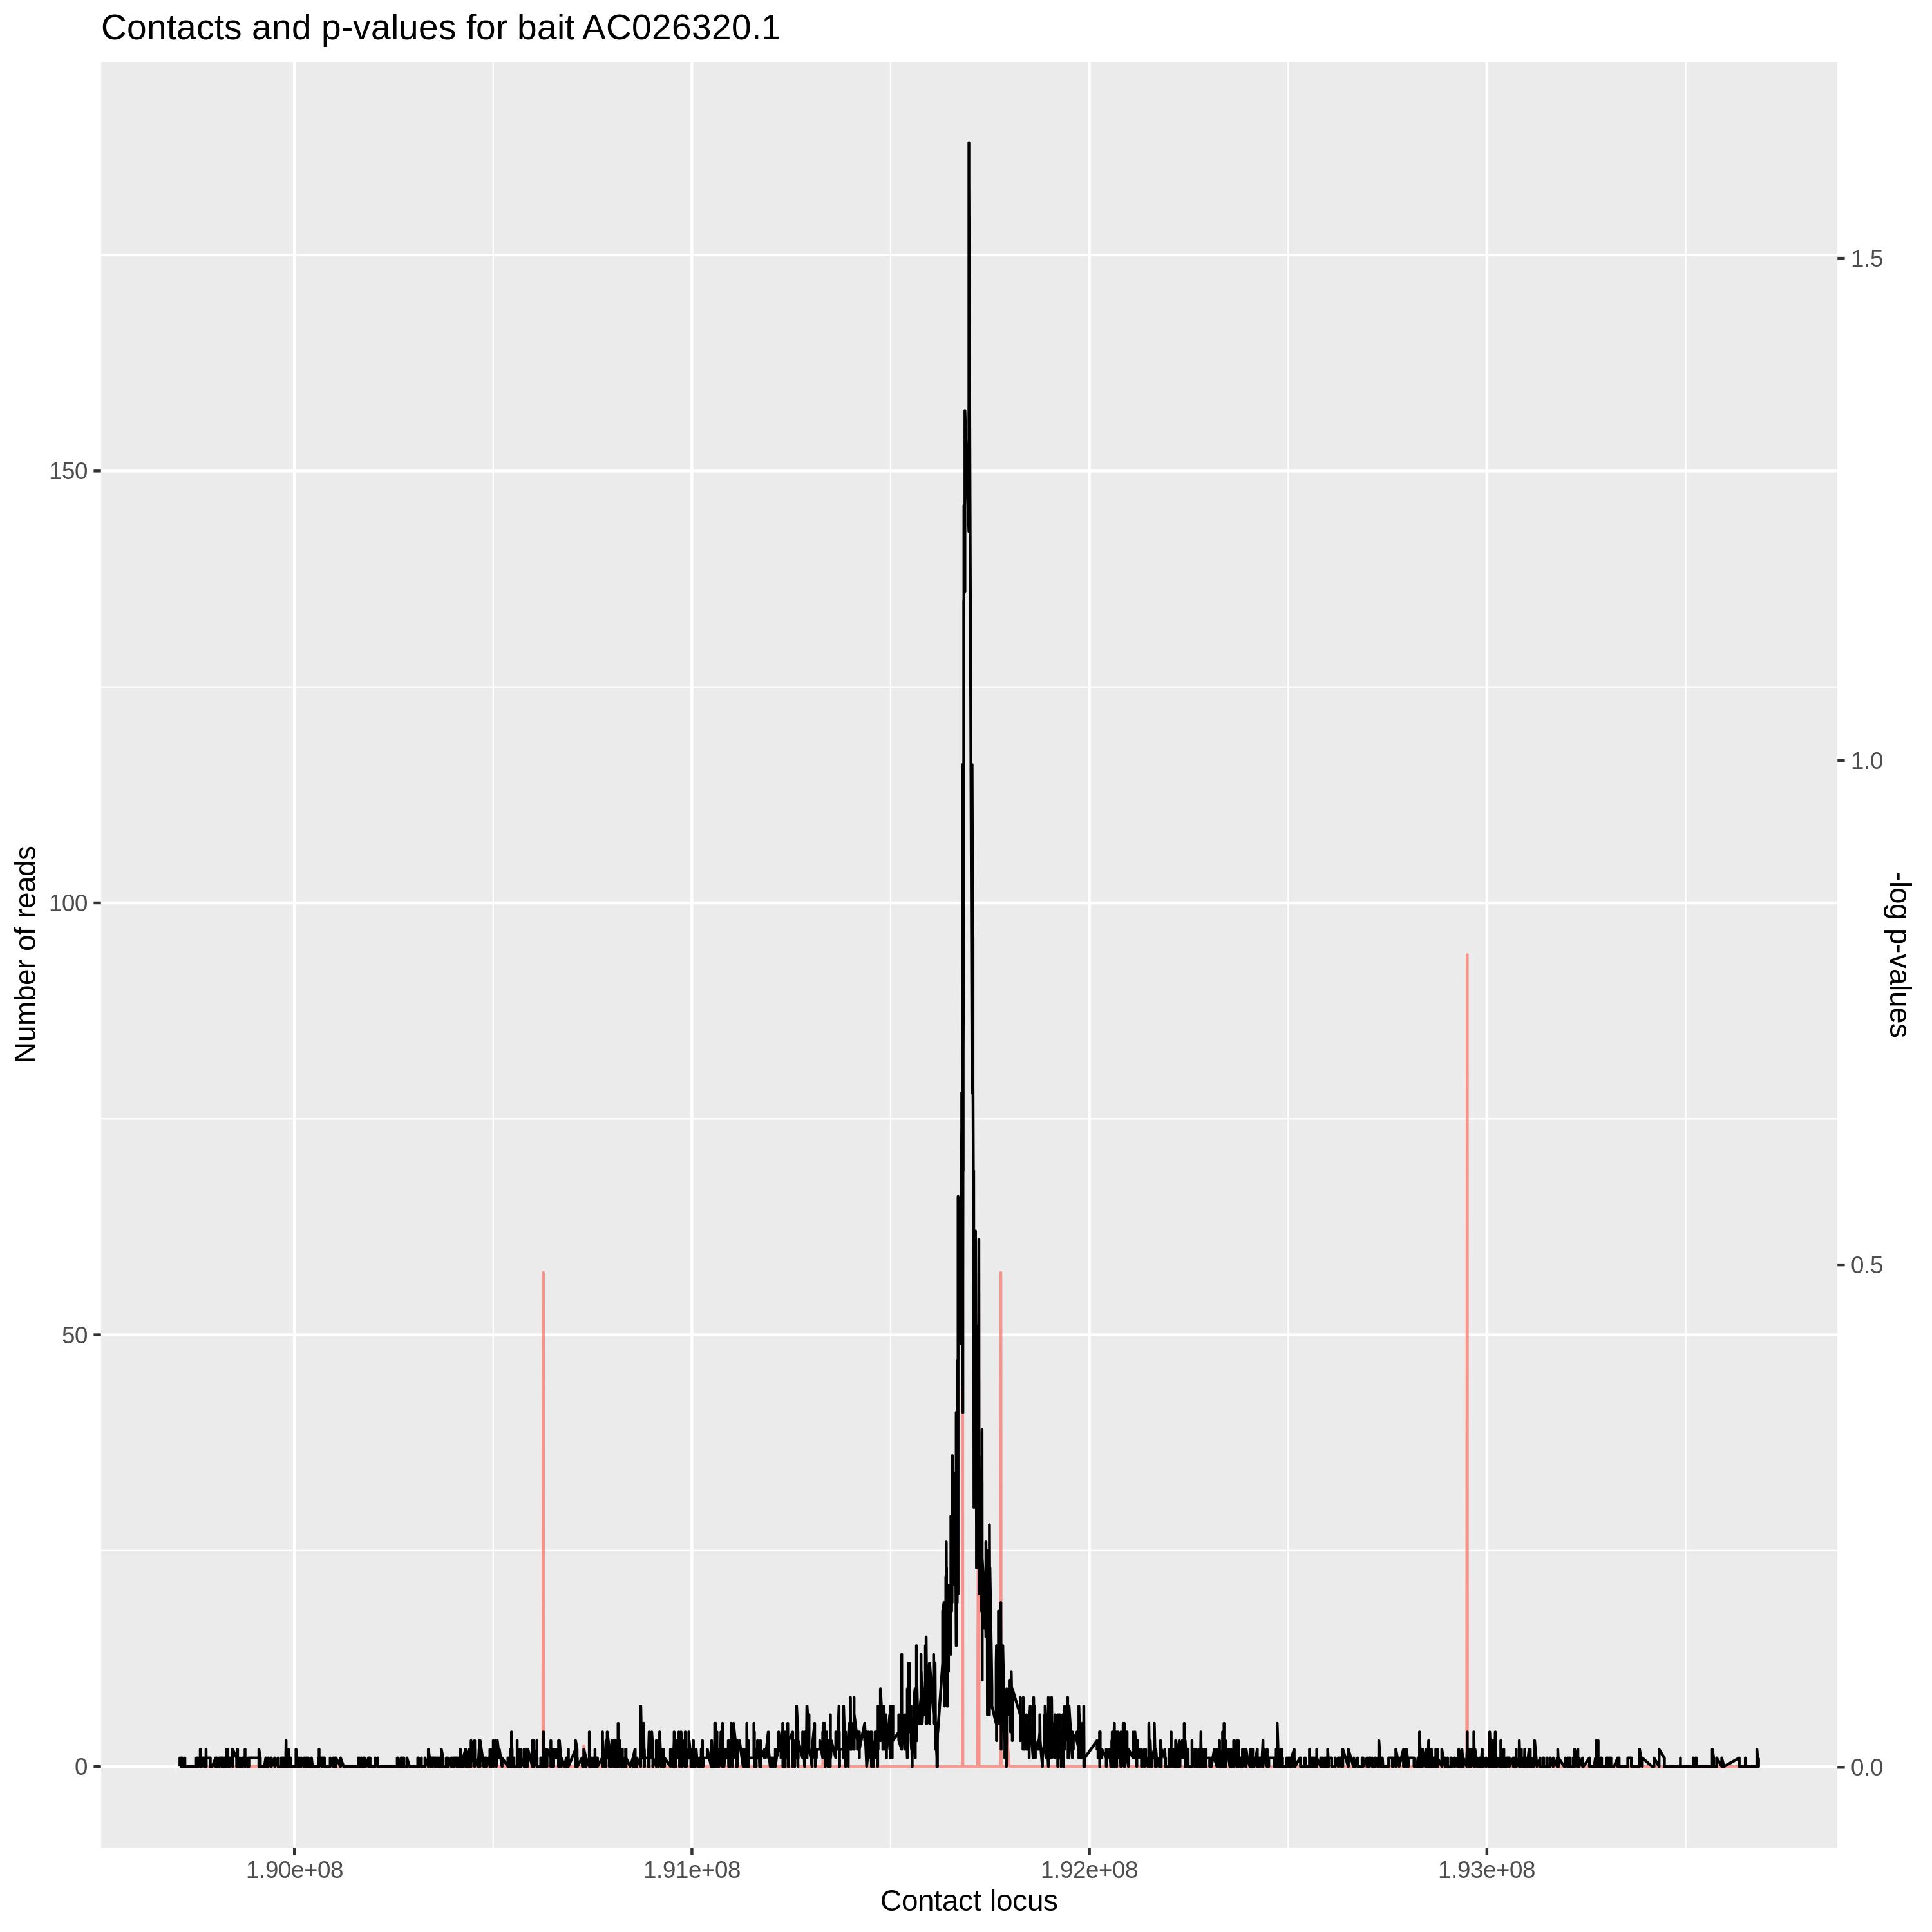 Contacts and p-values for bait AC026320.1
Number of reads
150
100
50
0
1.5
1.0
0.5
0.0
-log p-values
1.90e+08
1.91e+08
1.92e+08
1.93e+08
Contact locus